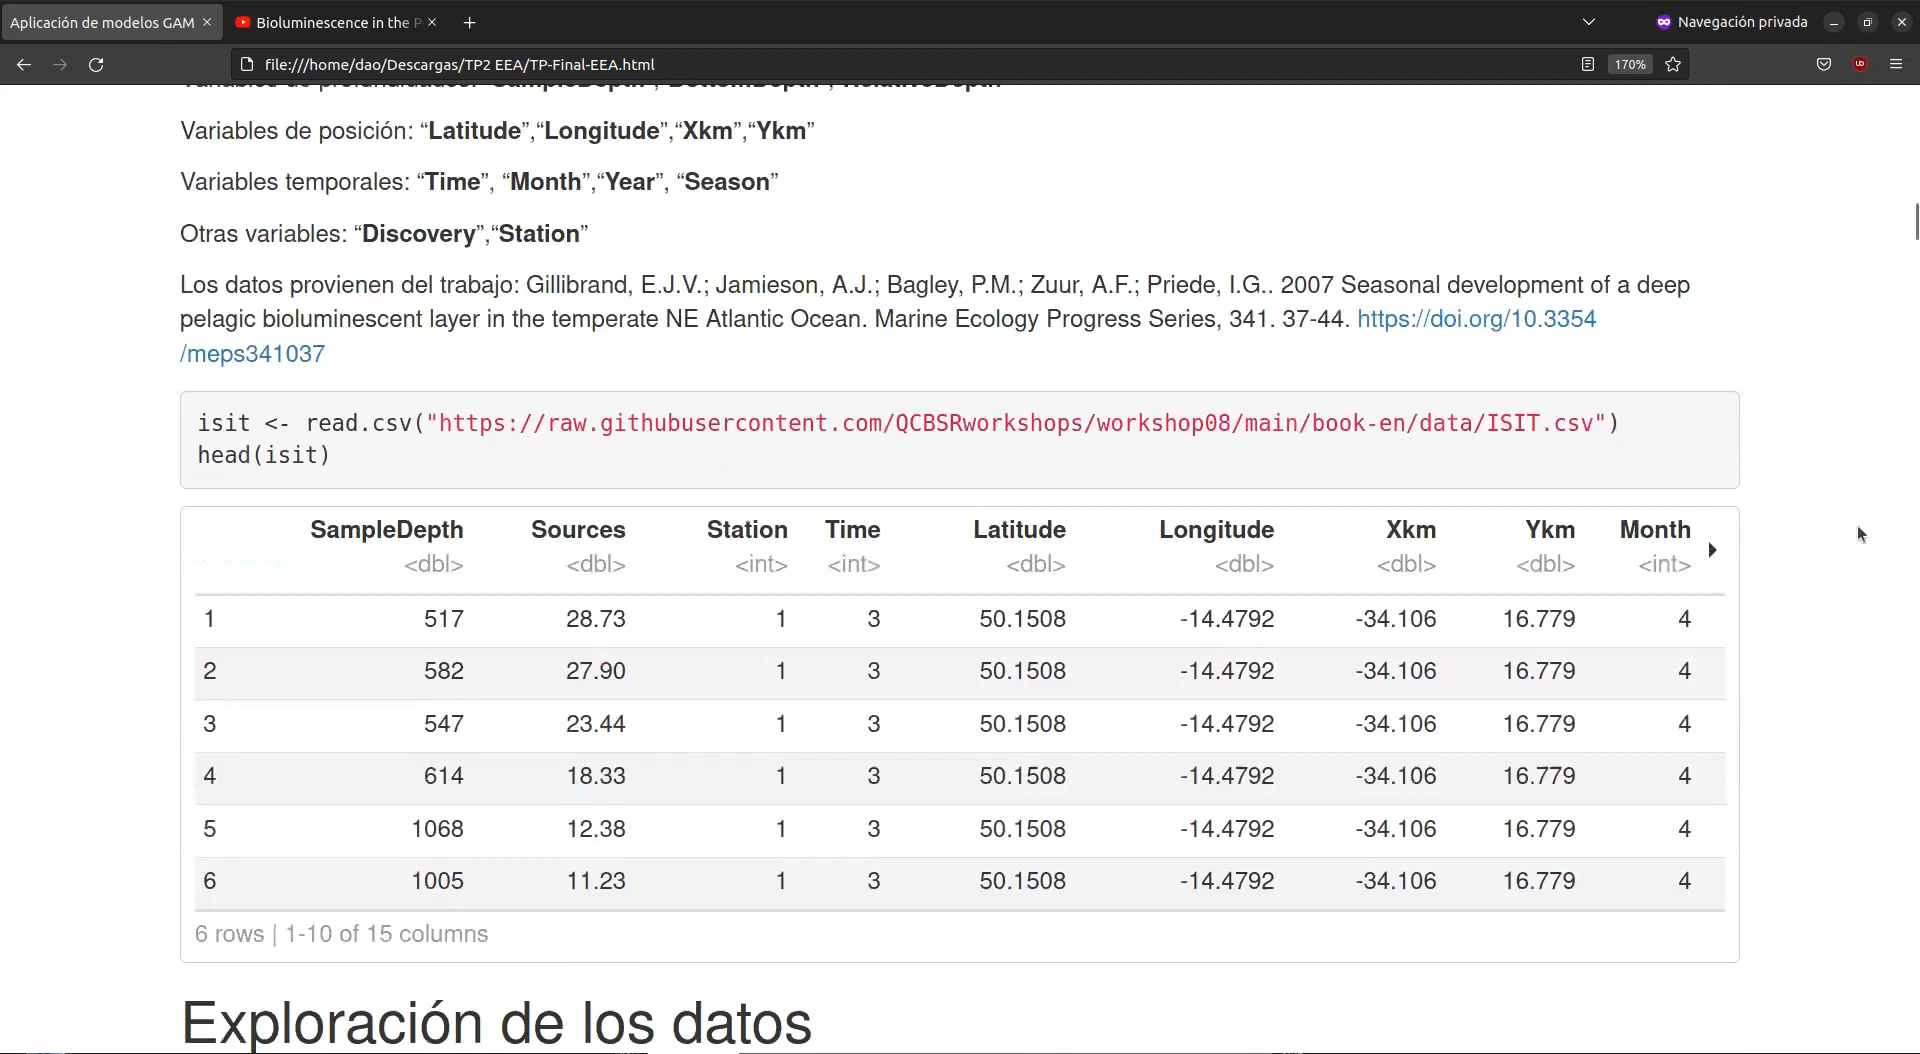 Aplicación de modelos GAM
Bioluminescence in the P
Navegación privada
file:///home/dao/Descargas/TP2 EEA/TP-Final-EEA.html
170%
Variables de profundidades: “SampleDepth”,“BottomDepth”,“RelativeDepth”
Variables de posición: “Latitude”,“Longitude”,“Xkm”,“Ykm”
Variables temporales: “Time”, “Month”,“Year”, “Season”
Otras variables: “Discovery”,“Station”
Los datos provienen del trabajo: Gillibrand, E.J.V.; Jamieson, A.J.; Bagley, P.M.; Zuur, A.F.; Priede, I.G.. 2007 Seasonal development of a deep
pelagic bioluminescent layer in the temperate NE Atlantic Ocean. Marine Ecology Progress Series, 341. 37-44. https://doi.org/10.3354
/meps341037
isit <- read.csv("https://raw.githubusercontent.com/QCBSRworkshops/workshop08/main/book-en/data/ISIT.csv")
head(isit)
SampleDepth Sources Station Time Latitude Longitude Xkm Ykm Month
<dbl> <dbl> <int> <int> <dbl> <dbl> <dbl> <dbl> <int>
1 517 28.73 1 3 50.1508 -14.4792 -34.106 16.779 4
2 582 27.90 1 3 50.1508 -14.4792 -34.106 16.779 4
3 547 23.44 1 3 50.1508 -14.4792 -34.106 16.779 4
4 614 18.33 1 3 50.1508 -14.4792 -34.106 16.779 4
5 1068 12.38 1 3 50.1508 -14.4792 -34.106 16.779 4
6 1005 11.23 1 3 50.1508 -14.4792 -34.106 16.779 4
6 rows | 1-10 of 15 columns
Exploración de los datos